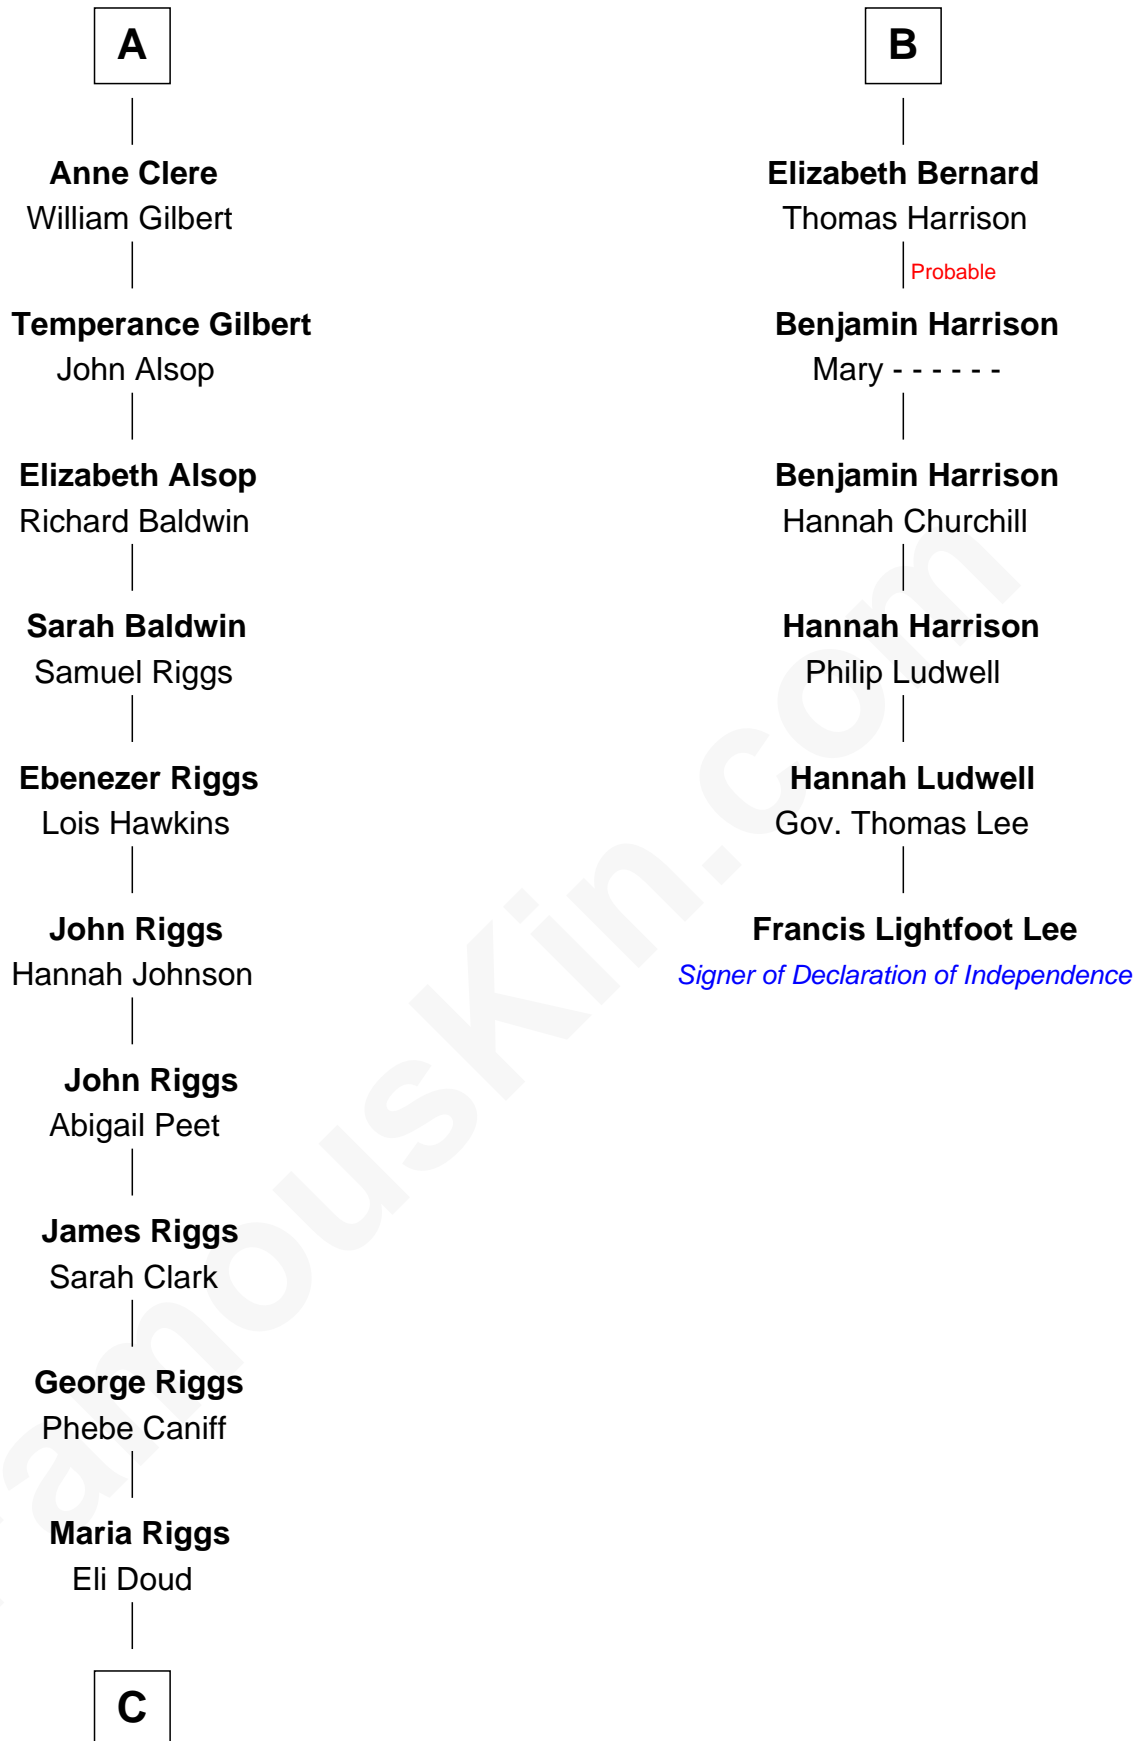 A
Anne Clere
William Gilbert
Temperance Gilbert
John Alsop
Elizabeth Alsop
Richard Baldwin
Sarah Baldwin
Samuel Riggs
Ebenezer Riggs
Lois Hawkins
John Riggs
Hannah Johnson
John Riggs
Abigail Peet
James Riggs
Sarah Clark
George Riggs
Phebe Caniff
Maria Riggs
Eli Doud
C
B
Elizabeth Bernard
Thomas Harrison
Probable
Benjamin Harrison
Mary - - - - - -
Benjamin Harrison
Hannah Churchill
Hannah Harrison
Philip Ludwell
Hannah Ludwell
Gov. Thomas Lee
Francis Lightfoot Lee
Signer of Declaration of Independence
FamousKin.com